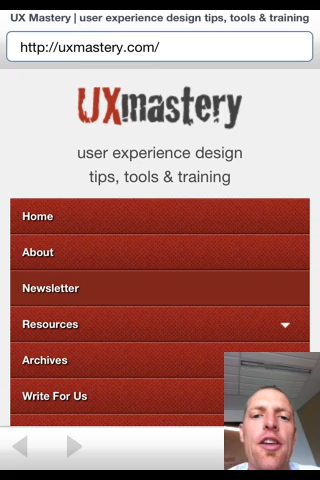 UX Mastery | user experience design tips, tools & training
http://uxmastery.com/
UXmastery
user experience design
tips, tools & training
Home
About
Newsletter
Resources
Archives
Write For Us